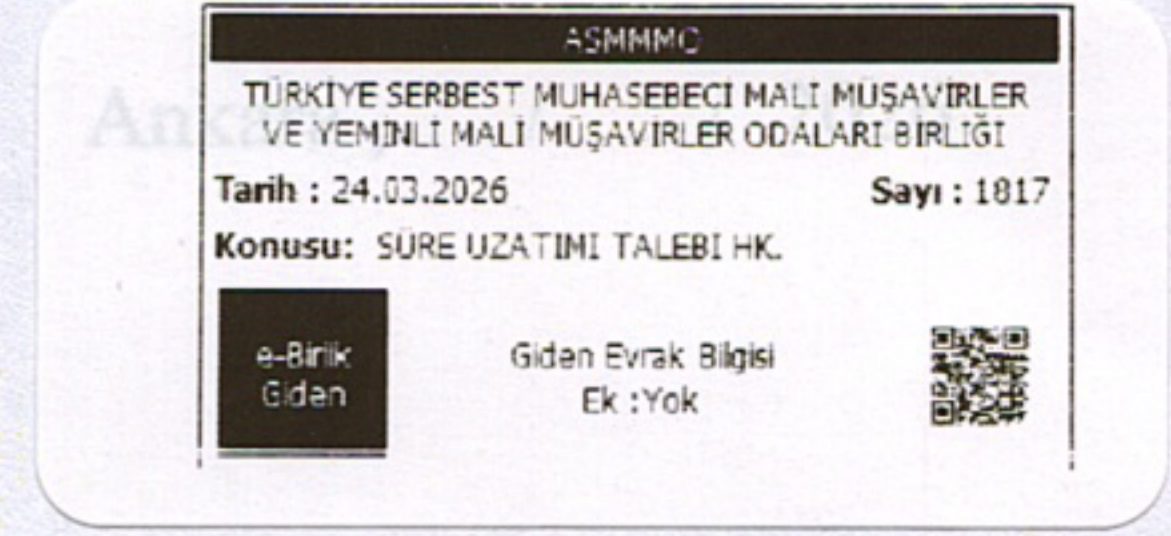 ASMMMO
TÜRKİYE SERBEST MUHASEBECİ MALİ MÜŞAVİRLER
VE YEMİNLİ MALİ MÜŞAVİRLER ODALARI BİRLİĞİ
Tarih : 24.03.2026 Sayı : 1817
Konusu: SÜRE UZATIMI TALEBİ HK.
e-Birlik
Giden
Giden Evrak Bilgisi
Ek :Yok